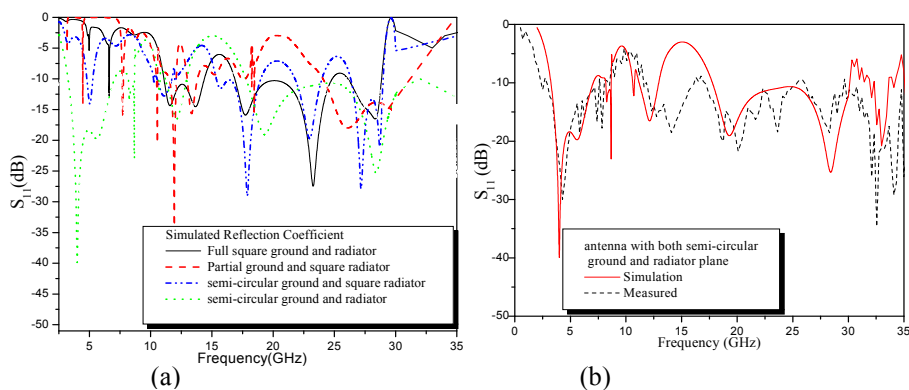 0
-5
-10
-15
-20
-25
-30
-35
-40
-45
-50
S11(dB)
Simulated Reflection Coefficient
Full square ground and radiator
Partial ground and square radiator
semi-circular ground and square radiator
semi-circular ground and radiator
5 10 15 20 25 30 35
Frequency(GHz)
(a)
0
-10
-20
-30
-40
-50
S11 (dB)
antenna with both semi-circular
ground and radiator plane
Simulation
Measured
0 5 10 15 20 25 30 35
Frequency (GHz)
(b)